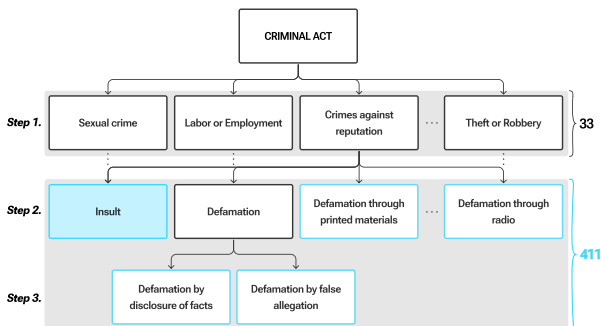 CRIMINAL ACT
Step 1.
Sexual crime
Labor or Employment
Crimes against
reputation
...
Theft or Robbery
33
Step 2.
Insult
Defamation
Defamation through
printed materials
...
Defamation through
radio
411
Step 3.
Defamation by
disclosure of facts
Defamation by false
allegation